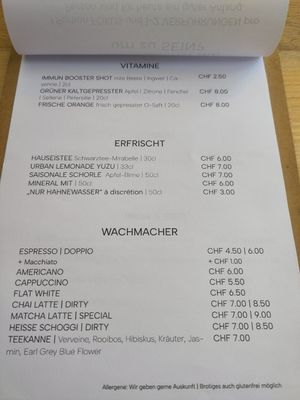 VITAMINE
IMMUN BOOSTER SHOT rote Beete | Ingwer | Ca- CHF 2.50
yenne | 2cl
GRÜNER KALTGEPRESSTER Apfel | Zitrone | Fenchel CHF 8.00
| Sellerie | Petersilie | 20cl
FRISCHE ORANGE frisch gepresster O-Saft | 20cl CHF 8.00
ERFRISCHT
HAUSEISTEE Schwarztee-Mirabelle | 30cl CHF 6.00
URBAN LEMONADE YUZU | 33cl CHF 7.00
SAISONALE SCHORLE Apfel-Birne | 50cl CHF 7.00
MINERAL MIT | 50cl CHF 6.00
„NUR HAHNEWASSER" à discrétion | 50cl CHF 3.00
WACHMACHER
ESPRESSO | DOPPIO CHF 4.50 | 6.00
+ Macchiato + CHF 1.00
AMERICANO CHF 6.00
CAPPUCCINO CHF 5.50
FLAT WHITE CHF 6.50
CHAI LATTE | DIRTY CHF 7.00 | 8.50
MATCHA LATTE | SPECIAL CHF 7.00 | 9.00
HEISSE SCHOGGI | DIRTY CHF 7.00 | 8.50
TEEKANNE | Verveine, Rooibos, Hibiskus, Kräuter, Jas- CHF 7.00
min, Earl Grey Blue Flower
Allergene: Wir geben gerne Auskunft | Brotiges auch glutenfrei möglich